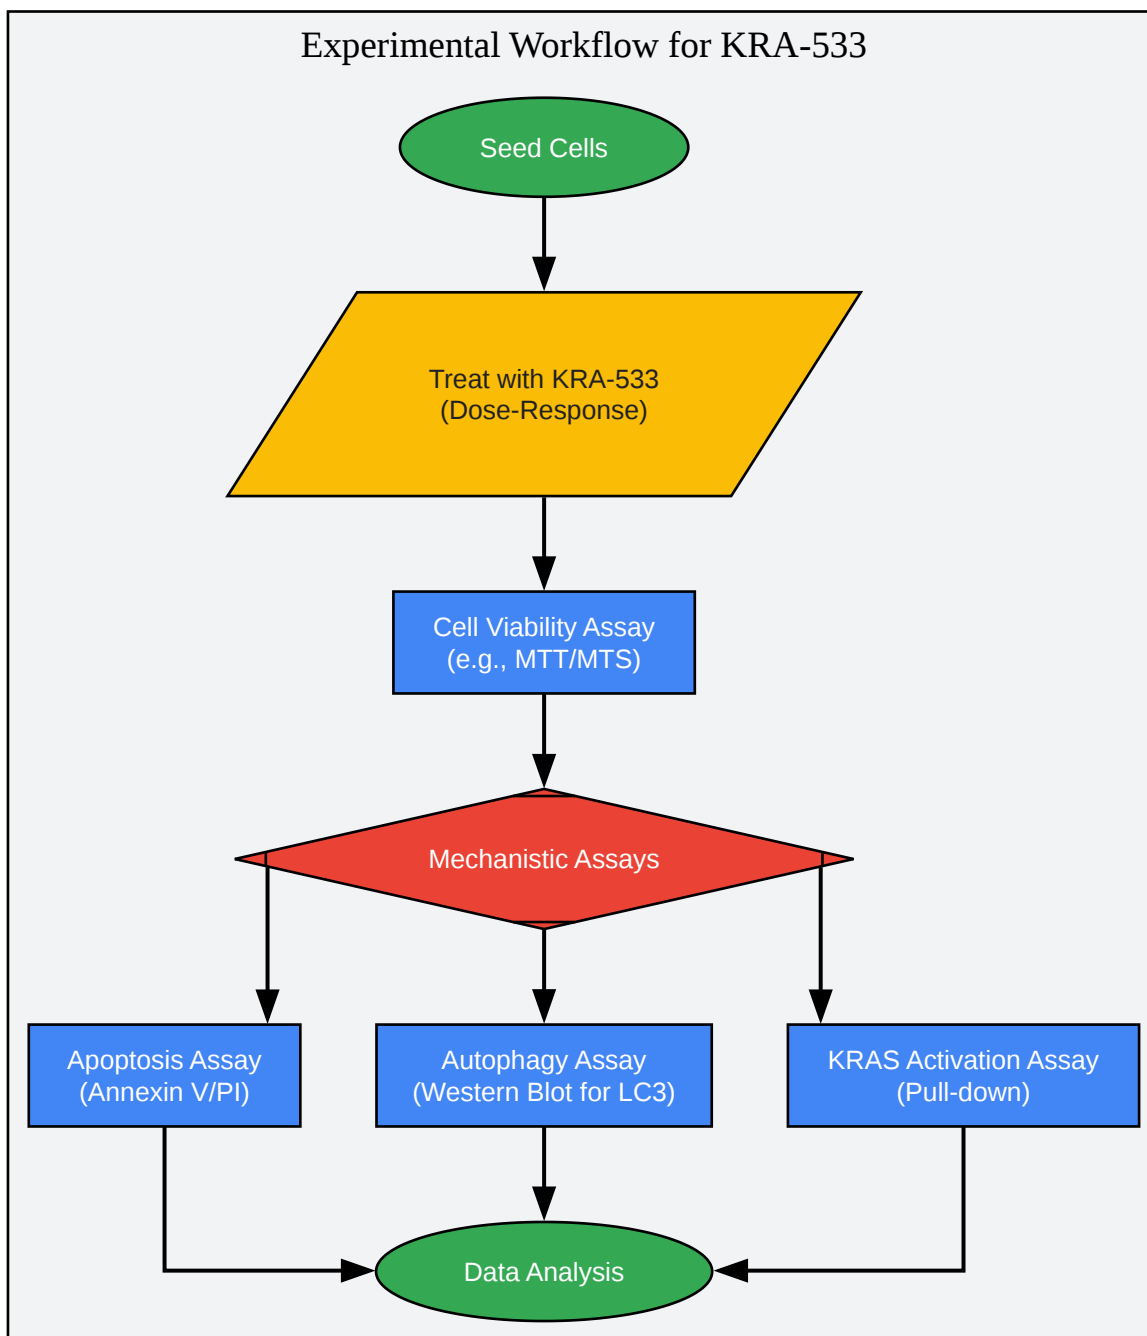 Experimental Workflow for KRA-533
Seed Cells
Treat with KRA-533
(Dose-Response)
Cell Viability Assay
(e.g., MTT/MTS)
Mechanistic Assays
Apoptosis Assay
(Annexin V/PI)
Autophagy Assay
(Western Blot for LC3)
KRAS Activation Assay
(Pull-down)
Data Analysis